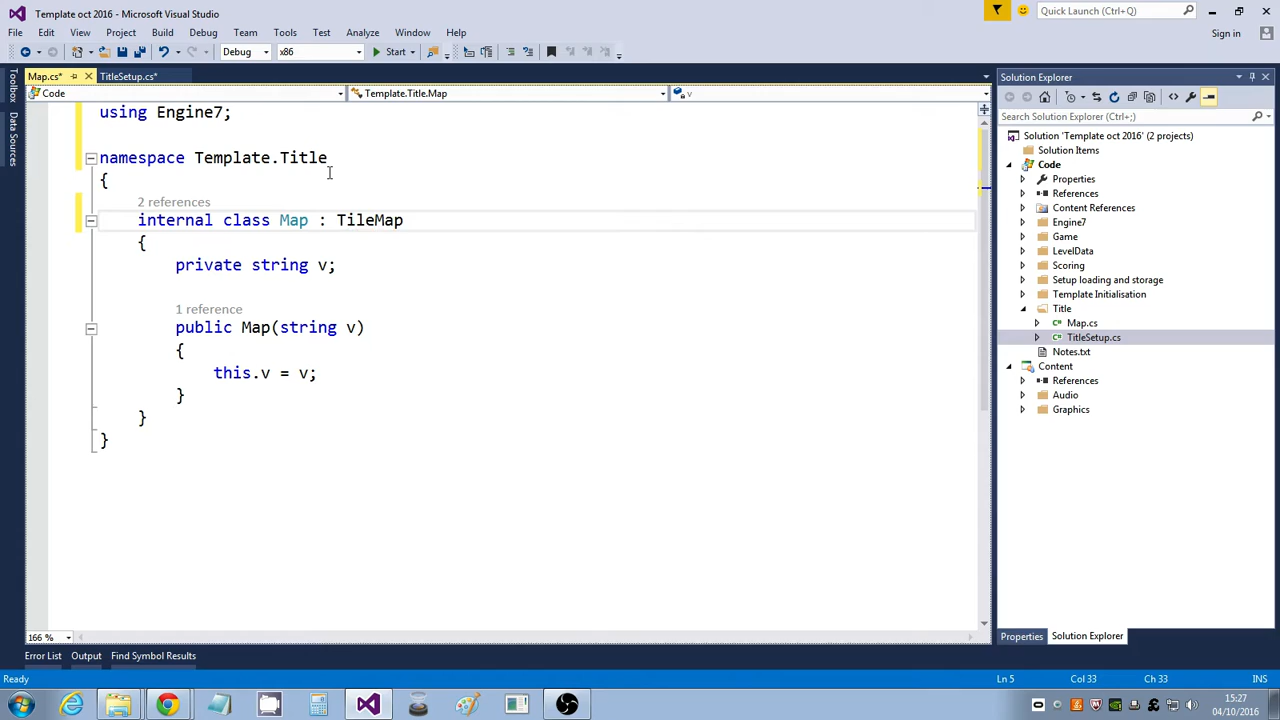 Template oct 2016 - Microsoft Visual Studio
Quick Launch (Ctrl+Q)
File Edit View Project Build Debug Team Tools Test Analyze Window Help
Sign in
Debug x86 Start
Toolbox
Data Sources
Map.cs* TitleSetup.cs*
Code Template.Title.Map v
using Engine7;
namespace Template.Title
{
2 references
internal class Map : TileMap
{
private string v;
1 reference
public Map(string v)
{
this.v = v;
}
}
}
166 %
Solution Explorer
Search Solution Explorer (Ctrl+;)
Solution 'Template oct 2016' (2 projects)
Solution Items
Code
Properties
References
Content References
Engine7
Game
LevelData
Scoring
Setup loading and storage
Template Initialisation
Title
Map.cs
TitleSetup.cs
Notes.txt
Content
References
Audio
Graphics
Properties Solution Explorer
Error List Output Find Symbol Results
Ready Ln 5 Col 33 Ch 33 INS
15:27
04/10/2016